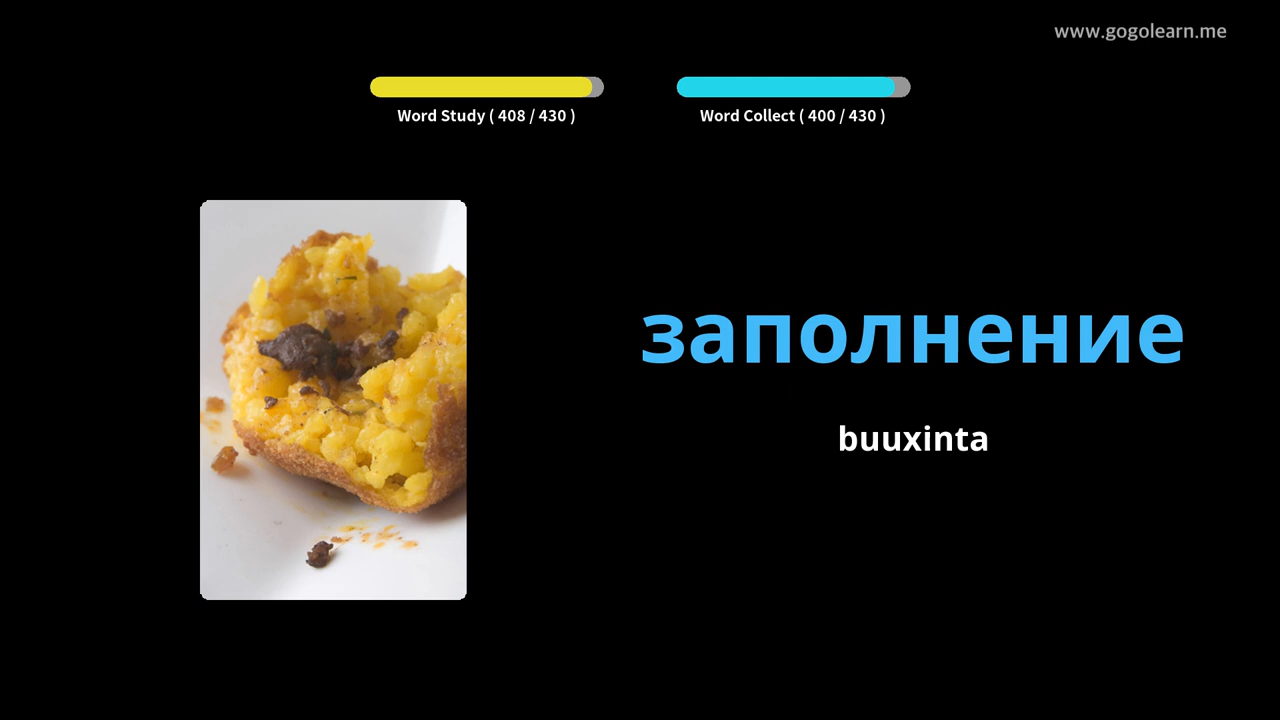 www.gogolearn.me
Word Study ( 408 / 430 )
Word Collect ( 400 / 430 )
заполнение
buuxinta